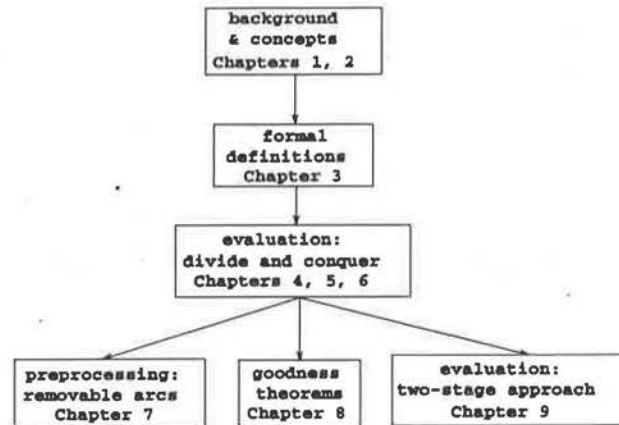 background
& concepts
Chapters 1, 2
formal
definitions
Chapter 3
evaluation:
divide and conquer
Chapters 4, 5, 6
preprocessing:
removable arcs
Chapter 7
goodness
theorems
Chapter 8
evaluation:
two-stage approach
Chapter 9